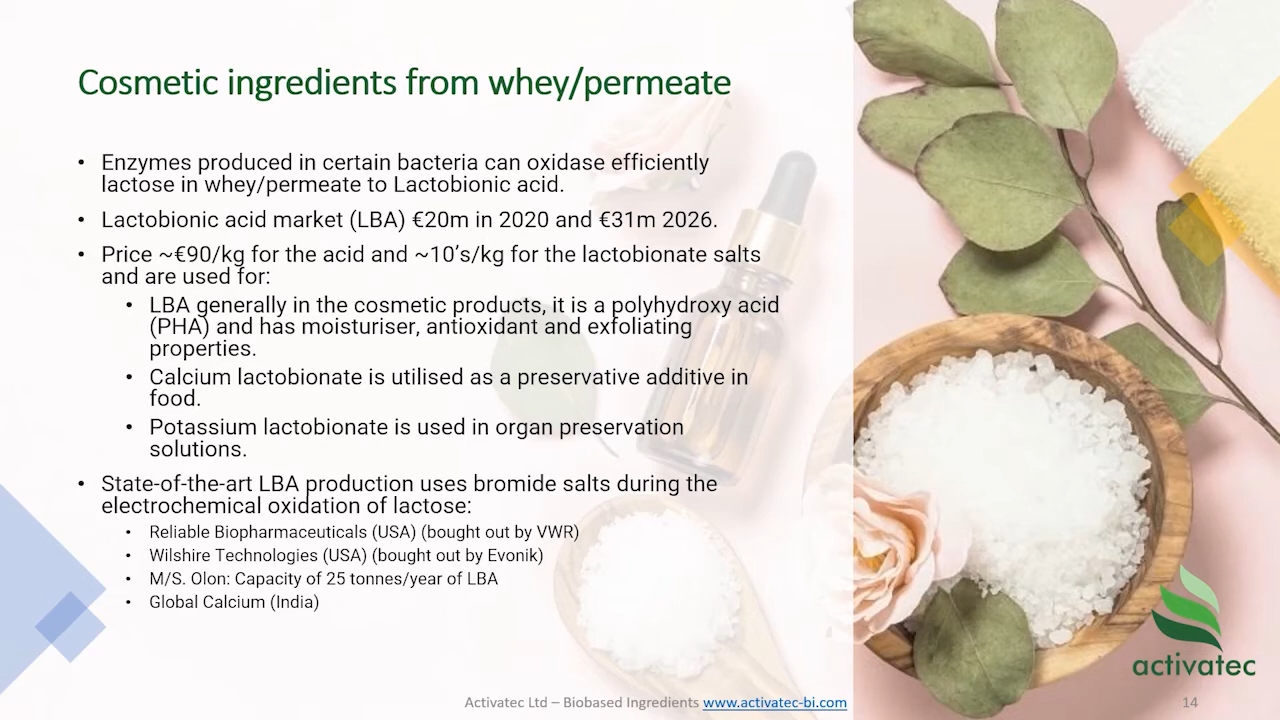 Cosmetic ingredients from whey/permeate
• Enzymes produced in certain bacteria can oxidase efficiently
lactose in whey/permeate to Lactobionic acid.
• Lactobionic acid market (LBA) €20m in 2020 and €31m 2026.
• Price ~€90/kg for the acid and ~10's/kg for the lactobionate salts
and are used for:
• LBA generally in the cosmetic products, it is a polyhydroxy acid
(PHA) and has moisturiser, antioxidant and exfoliating
properties.
• Calcium lactobionate is utilised as a preservative additive in
food.
• Potassium lactobionate is used in organ preservation
solutions.
• State-of-the-art LBA production uses bromide salts during the
electrochemical oxidation of lactose:
• Reliable Biopharmaceuticals (USA) (bought out by VWR)
• Wilshire Technologies (USA) (bought out by Evonik)
• M/S. Olon: Capacity of 25 tonnes/year of LBA
• Global Calcium (India)
activatec
Activatec Ltd – Biobased Ingredients www.activatec-bi.com
14